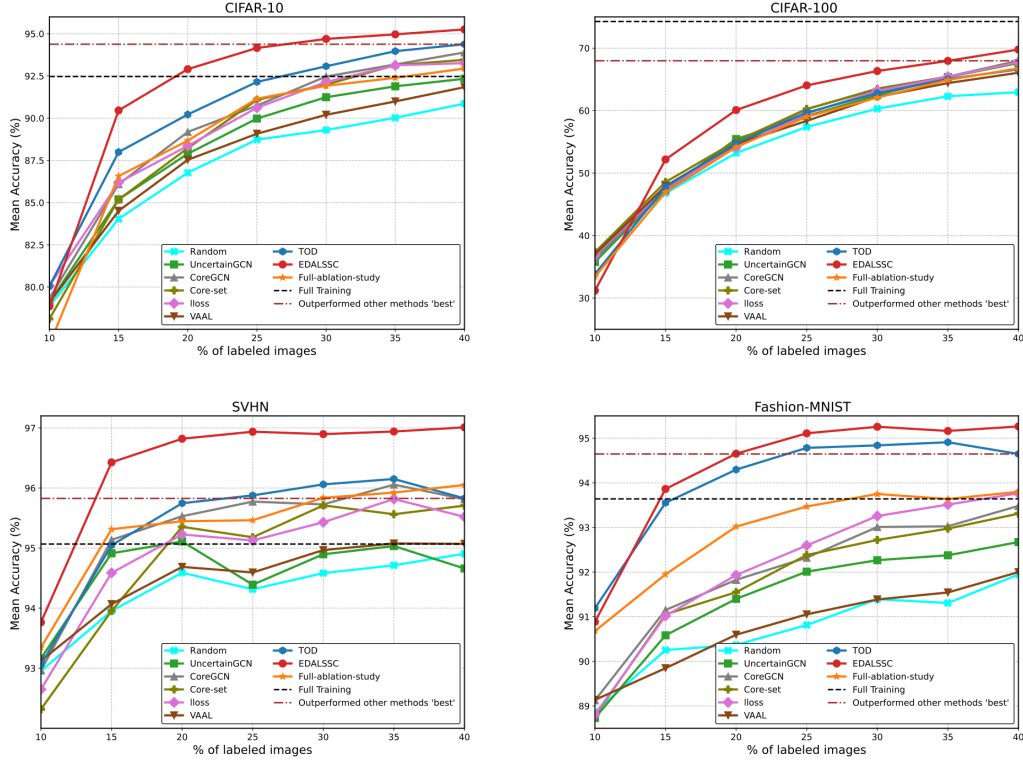 CIFAR-10
Mean Accuracy (%)
95.0
92.5
90.0
87.5
85.0
82.5
80.0
Random
UncertainGCN
CoreGCN
Core-set
lloss
VAAL
TOD
EDALSSC
Full-ablation-study
Full Training
Outperformed other methods 'best'
10 15 20 25 30 35 40
% of labeled images
CIFAR-100
Mean Accuracy (%)
70
60
50
40
30
Random
UncertainGCN
CoreGCN
Core-set
lloss
VAAL
TOD
EDALSSC
Full-ablation-study
Full Training
Outperformed other methods 'best'
10 15 20 25 30 35 40
% of labeled images
SVHN
Mean Accuracy (%)
97
96
95
94
93
Random
UncertainGCN
CoreGCN
Core-set
lloss
VAAL
TOD
EDALSSC
Full-ablation-study
Full Training
Outperformed other methods 'best'
10 15 20 25 30 35 40
% of labeled images
Fashion-MNIST
Mean Accuracy (%)
95
94
93
92
91
90
89
Random
UncertainGCN
CoreGCN
Core-set
lloss
VAAL
TOD
EDALSSC
Full-ablation-study
Full Training
Outperformed other methods 'best'
10 15 20 25 30 35 40
% of labeled images